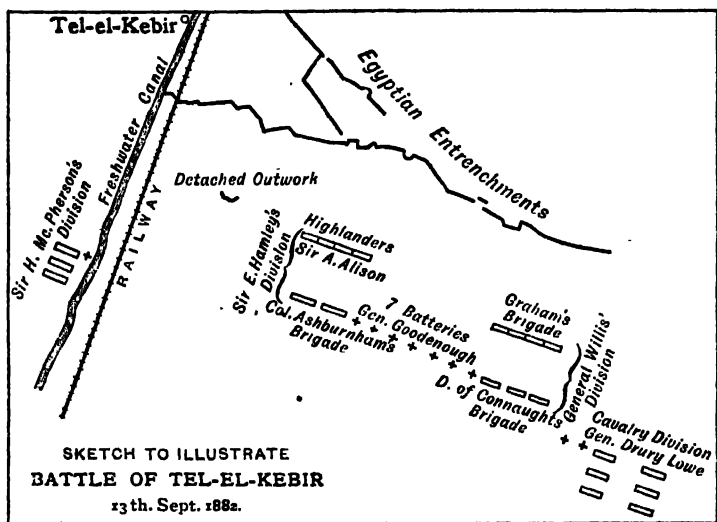 Tel-el-Kebir
Freshwater Canal
RAILWAY
Egyptian Entrenchments
Detached Outwork
Sir H. Mc. Pherson's
Division
Sir E. Hamley's
Division
Highlanders
Sir A. Alison
Col. Ashburnham's
Brigade
7 Batteries
Gen. Goodenough
Graham's
Brigade
General Willis'
Division
D. of Connaught's
Brigade
Cavalry Division
Gen. Drury Lowe
SKETCH TO ILLUSTRATE
BATTLE OF TEL-EL-KEBIR
13th. Sept. 1882.